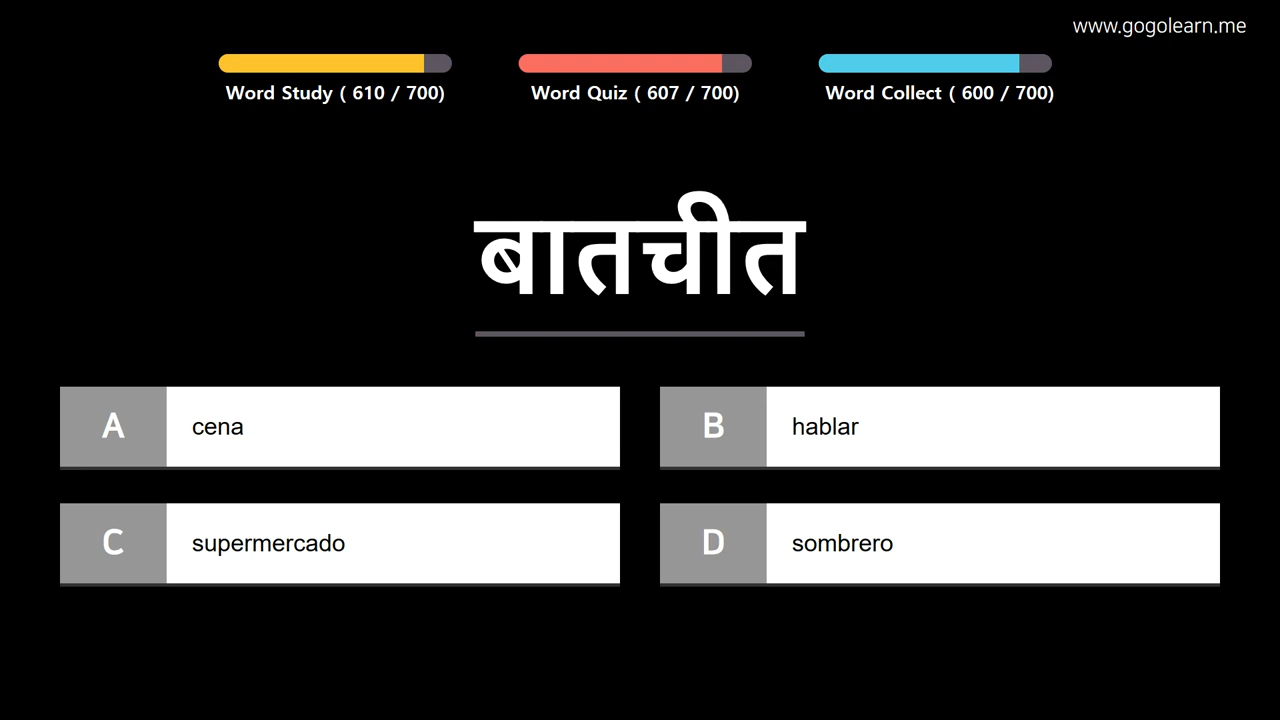 www.gogolearn.me
Word Study ( 610 / 700)
Word Quiz ( 607 / 700)
Word Collect ( 600 / 700)
बातचीत
A cena
B hablar
C supermercado
D sombrero